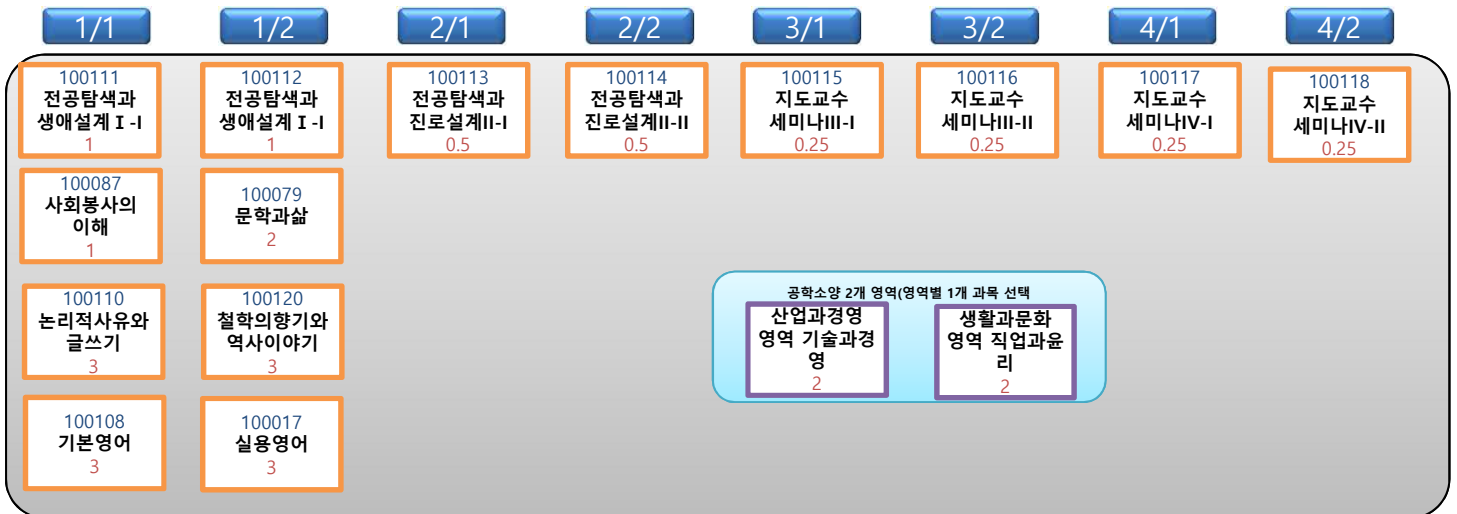 1/1
1/2
2/1
2/2
3/1
3/2
4/1
4/2
100111
전공탐색과
생애설계 I -I
1
100112
전공탐색과
생애설계 I -I
1
100113
전공탐색과
진로설계II-I
0.5
100114
전공탐색과
진로설계II-II
0.5
100115
지도교수
세미나III-I
0.25
100116
지도교수
세미나III-II
0.25
100117
지도교수
세미나IV-I
0.25
100118
지도교수
세미나IV-II
0.25
100087
사회봉사의
이해
1
100079
문학과삶
2
100110
논리적사유와
글쓰기
3
100120
철학의향기와
역사이야기
3
공학소양 2개 영역(영역별 1개 과목 선택
산업과경영
영역 기술과경
영
2
생활과문화
영역 직업과윤
리
2
100108
기본영어
3
100017
실용영어
3